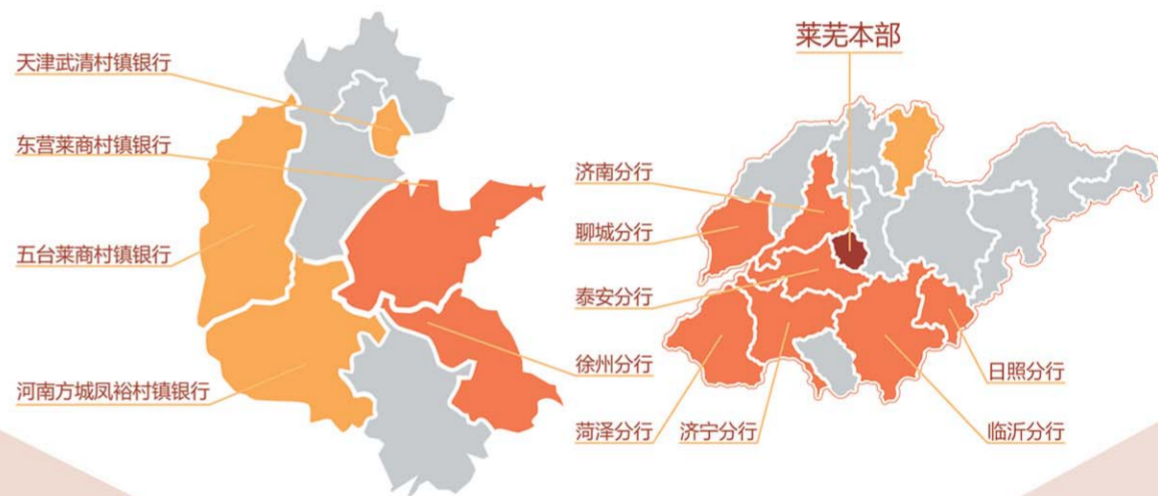 天津武清村镇银行
东营莱商村镇银行
五台莱商村镇银行
河南方城凤裕村镇银行
徐州分行
莱芜本部
济南分行
聊城分行
泰安分行
菏泽分行
济宁分行
日照分行
临沂分行